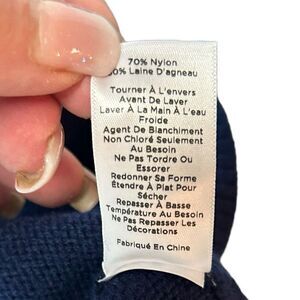 70% Nylon
0% Laine D'agneau
Tourner À L'envers
Avant De Laver
Laver À La Main À L'eau
Froide
Agent De Blanchiment
Non Chloré Seulement
Au Besoin
Ne Pas Tordre Ou
Essorer
Redonner Sa Forme
Étendre À Plat Pour
Sécher
Repasser À Basse
Température Au Besoin
Ne Pas Repasser Les
Décorations
Fabriqué En Chine